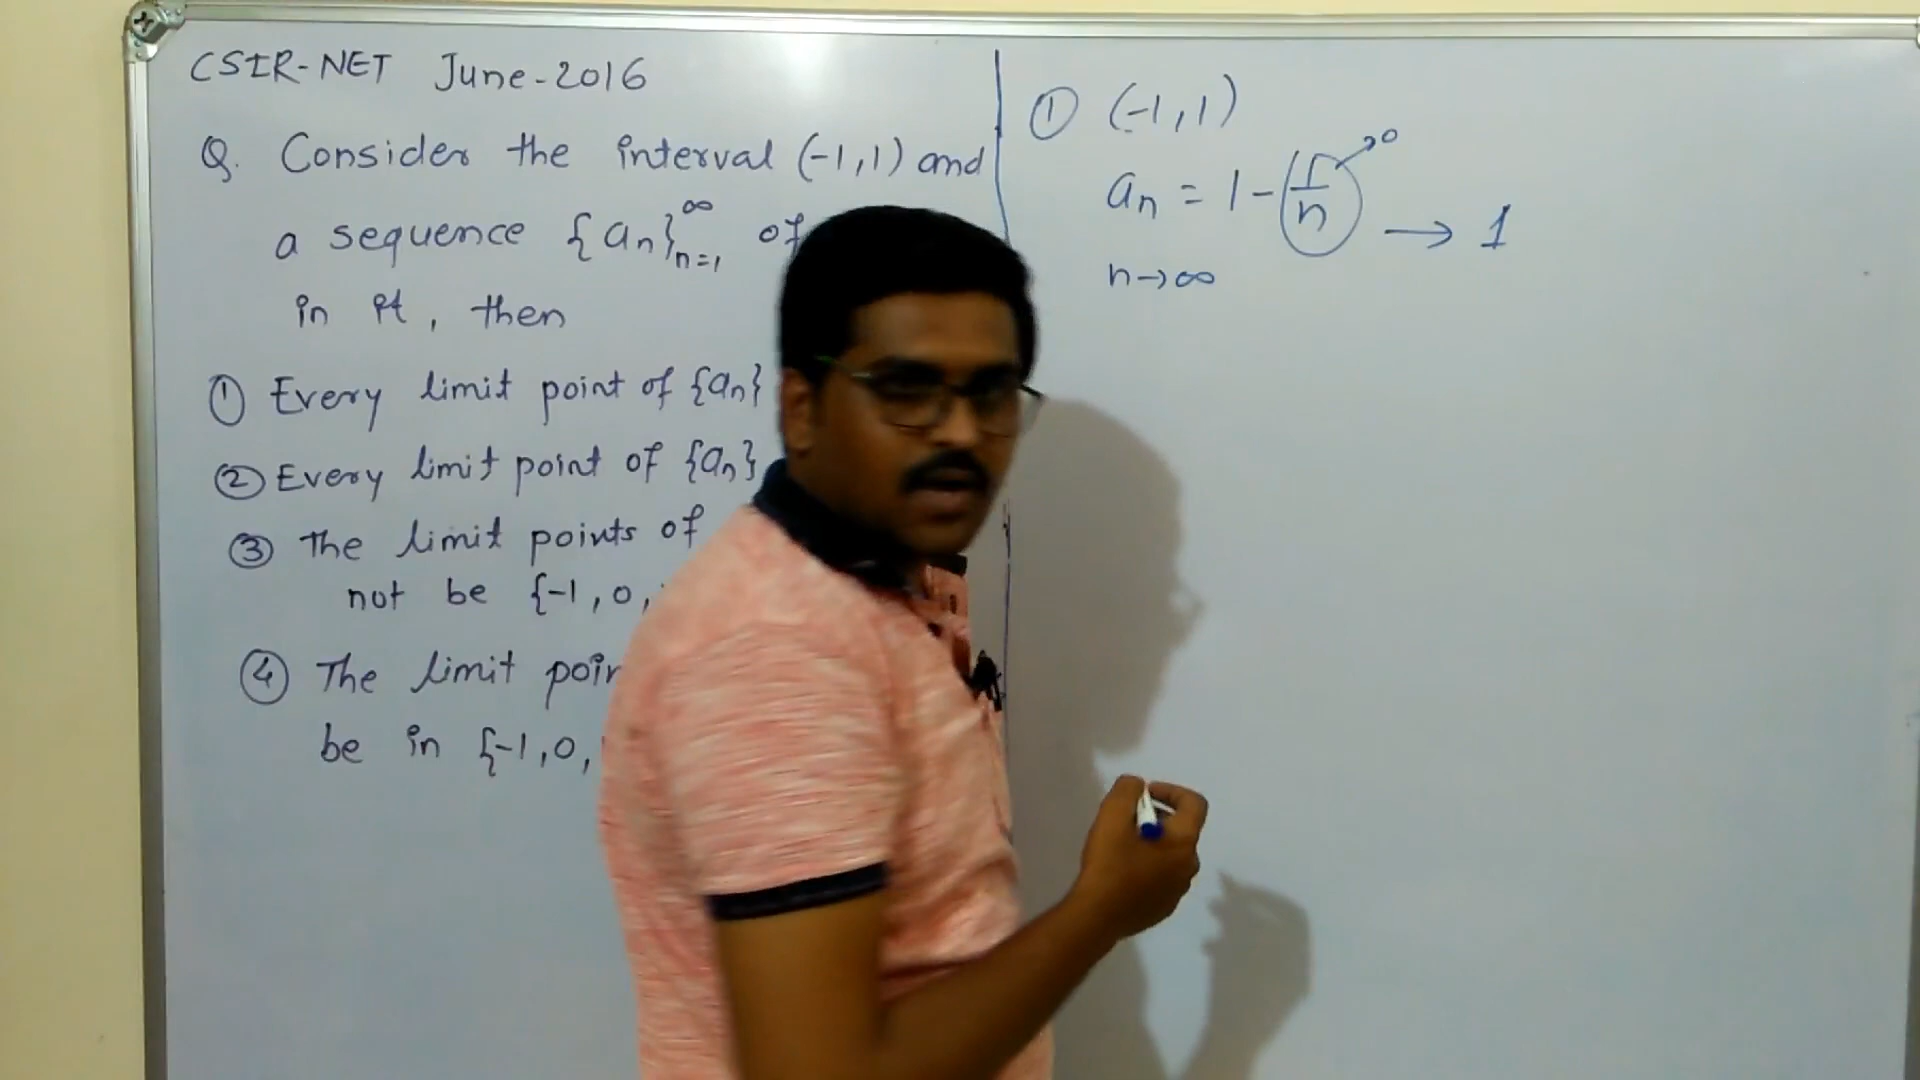 CSIR-NET June-2016
Q. Consider the interval (-1,1) and
a sequence {aₙ}ₙ₌₁^∞ of
in it, then
① Every limit point of {aₙ}
② Every limit point of {aₙ}
③ The limit points of
not be {-1,0,
④ The limit
be in {-1,0,
① (-1,1)
aₙ = 1 - (1/n)→0 → 1
n→∞